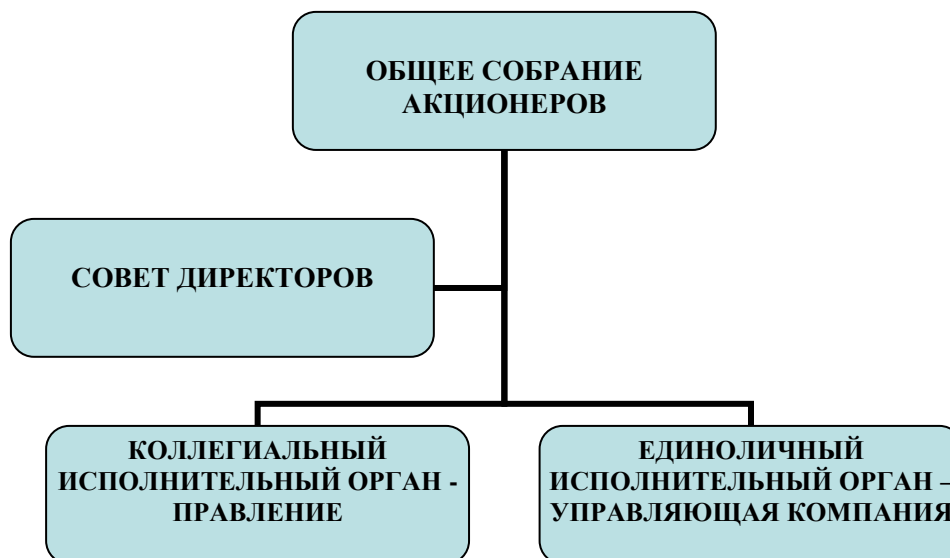 ОБЩЕЕ СОБРАНИЕ
АКЦИОНЕРОВ
СОВЕТ ДИРЕКТОРОВ
КОЛЛЕГИАЛЬНЫЙ
ИСПОЛНИТЕЛЬНЫЙ ОРГАН -
ПРАВЛЕНИЕ
ЕДИНОЛИЧНЫЙ
ИСПОЛНИТЕЛЬНЫЙ ОРГАН –
УПРАВЛЯЮЩАЯ КОМПАНИЯ